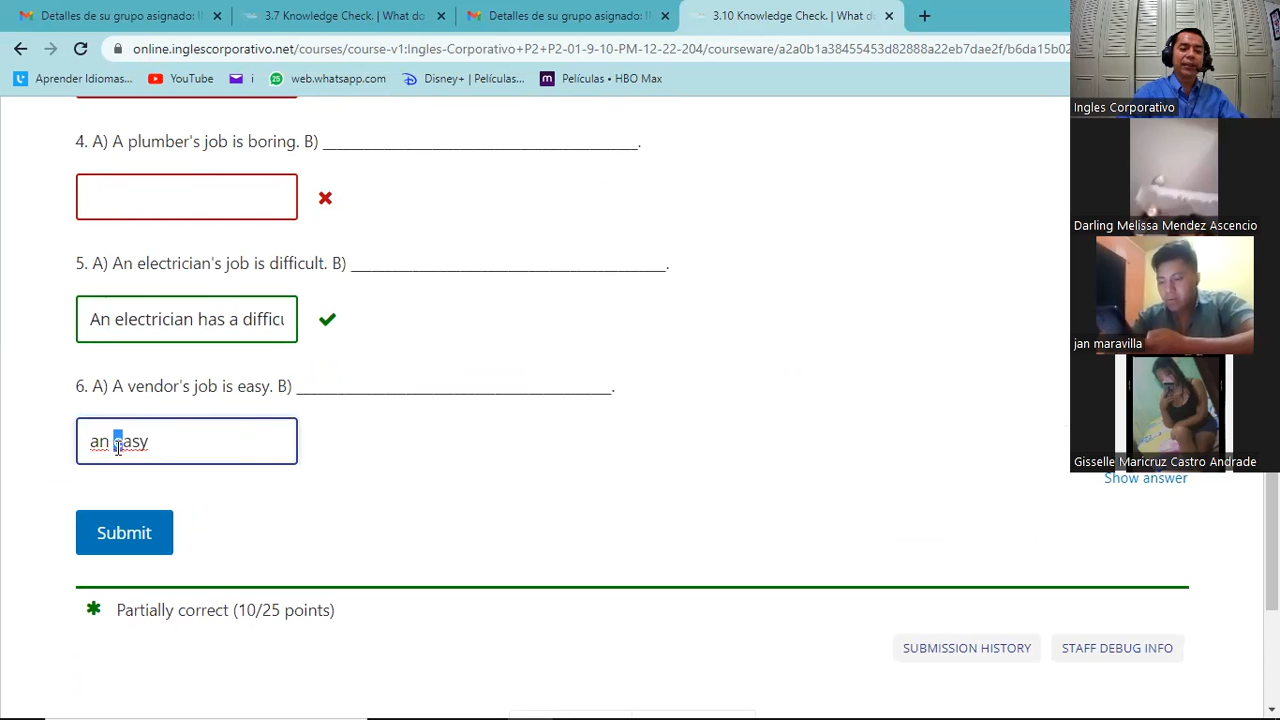 Detalles de su grupo asignado: !!
3.7 Knowledge Check | What do
Detalles de su grupo asignado: !!
3.10 Knowledge Check. | What d
online.inglescorporativo.net/courses/course-v1:Ingles-Corporativo+P2+P2-01-9-10-PM-12-22-204/courseware/
Aprender Idiomas...
YouTube
i
web.whatsapp.com
Disney+ | Películas...
Películas • HBO Max
Ingles Corporativo
4. A) A plumber's job is boring. B) ___________________________________.
Darling Melissa Mendez Ascencio
5. A) An electrician's job is difficult. B) ___________________________________.
An electrician has a difficu
jan maravilla
6. A) A vendor's job is easy. B) ___________________________________.
an easy
Gisselle Maricruz Castro Andrade
Show answer
Submit
Partially correct (10/25 points)
SUBMISSION HISTORY
STAFF DEBUG INFO